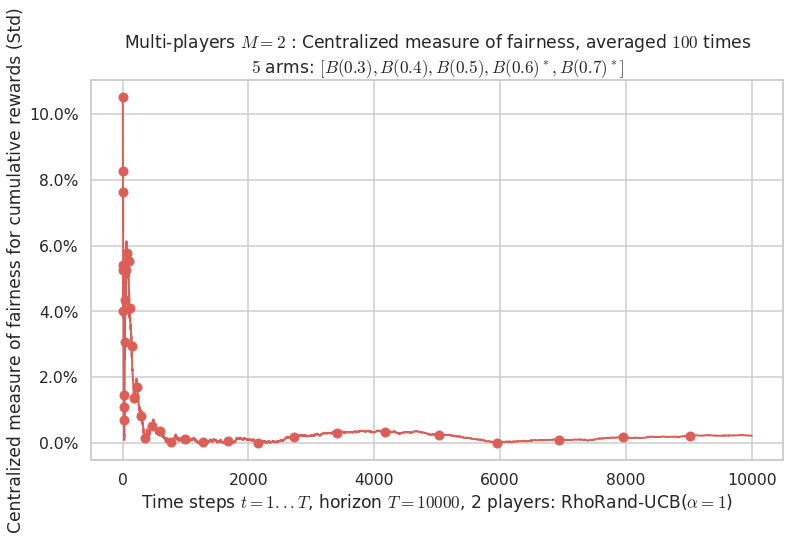 Multi-players M = 2 : Centralized measure of fairness, averaged 100 times
5 arms: [B(0.3), B(0.4), B(0.5), B(0.6)*, B(0.7)*]
Centralized measure of fairness for cumulative rewards (Std)
10.0%
8.0%
6.0%
4.0%
2.0%
0.0%
0 2000 4000 6000 8000 10000
Time steps t = 1...T, horizon T = 10000, 2 players: RhoRand-UCB(α = 1)